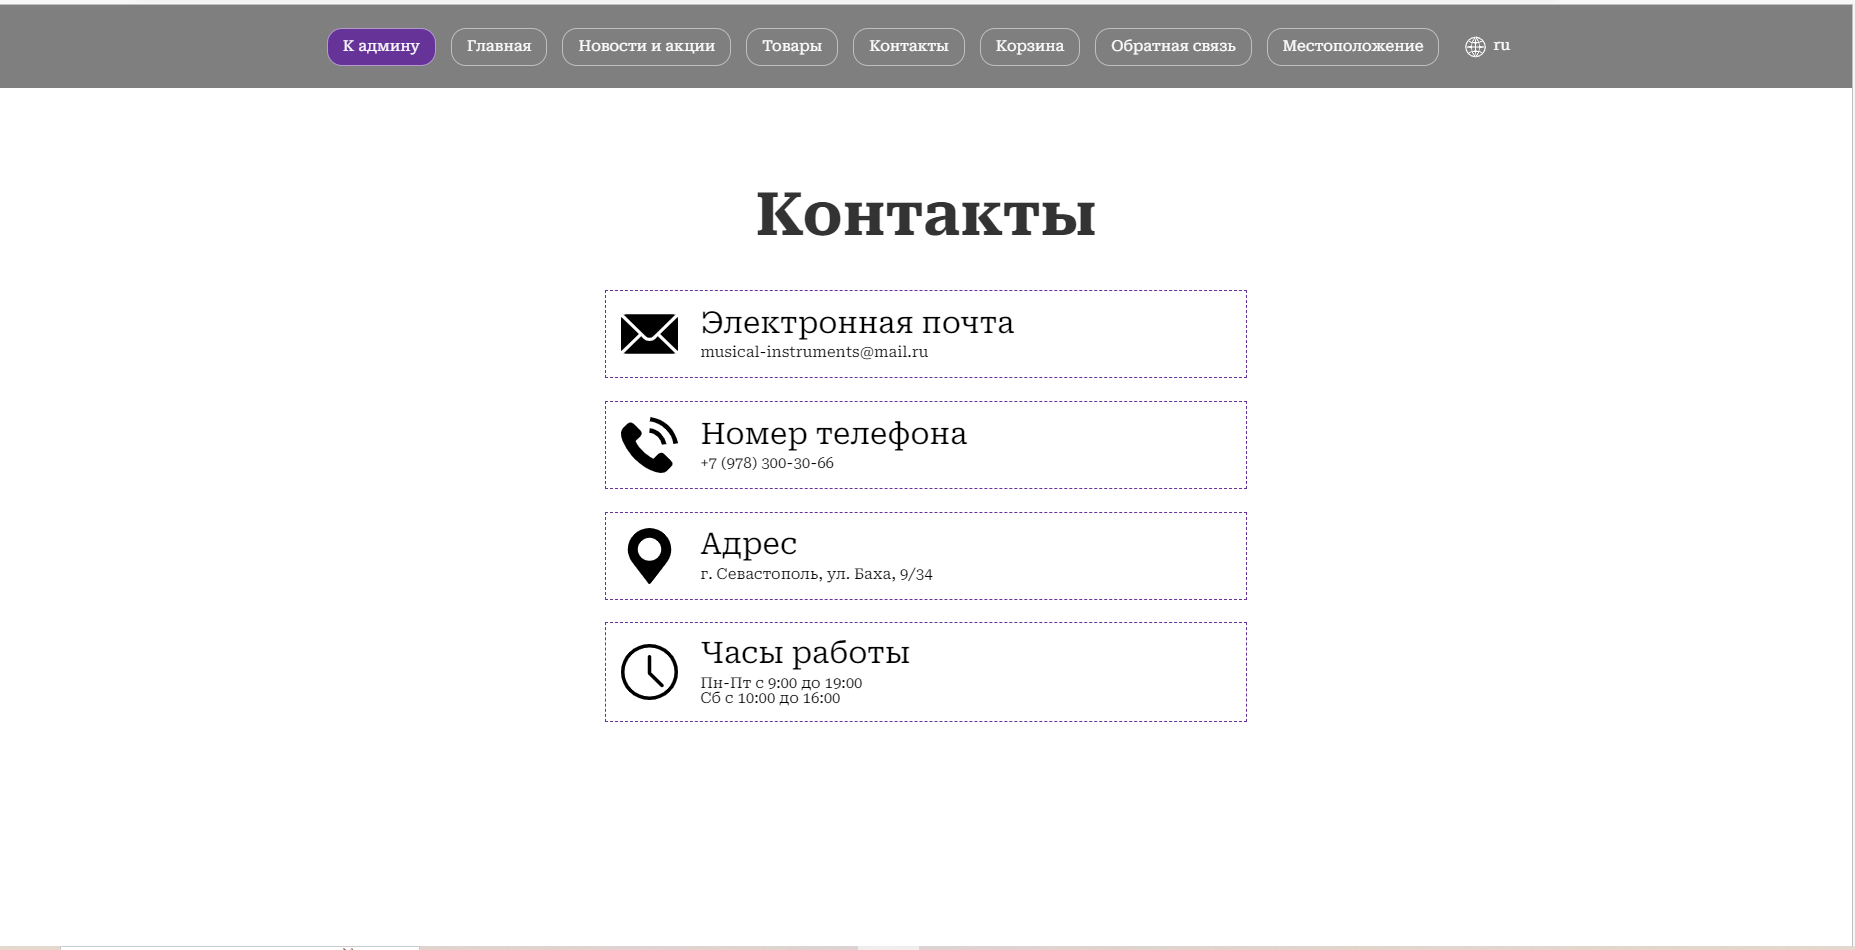 К админу Главная Новости и акции Товары Контакты Корзина Обратная связь Местоположение ru
Контакты
Электронная почта
musical-instruments@mail.ru
Номер телефона
+7 (978) 300-30-66
Адрес
г. Севастополь, ул. Баха, 9/34
Часы работы
Пн-Пт с 9:00 до 19:00
Сб с 10:00 до 16:00